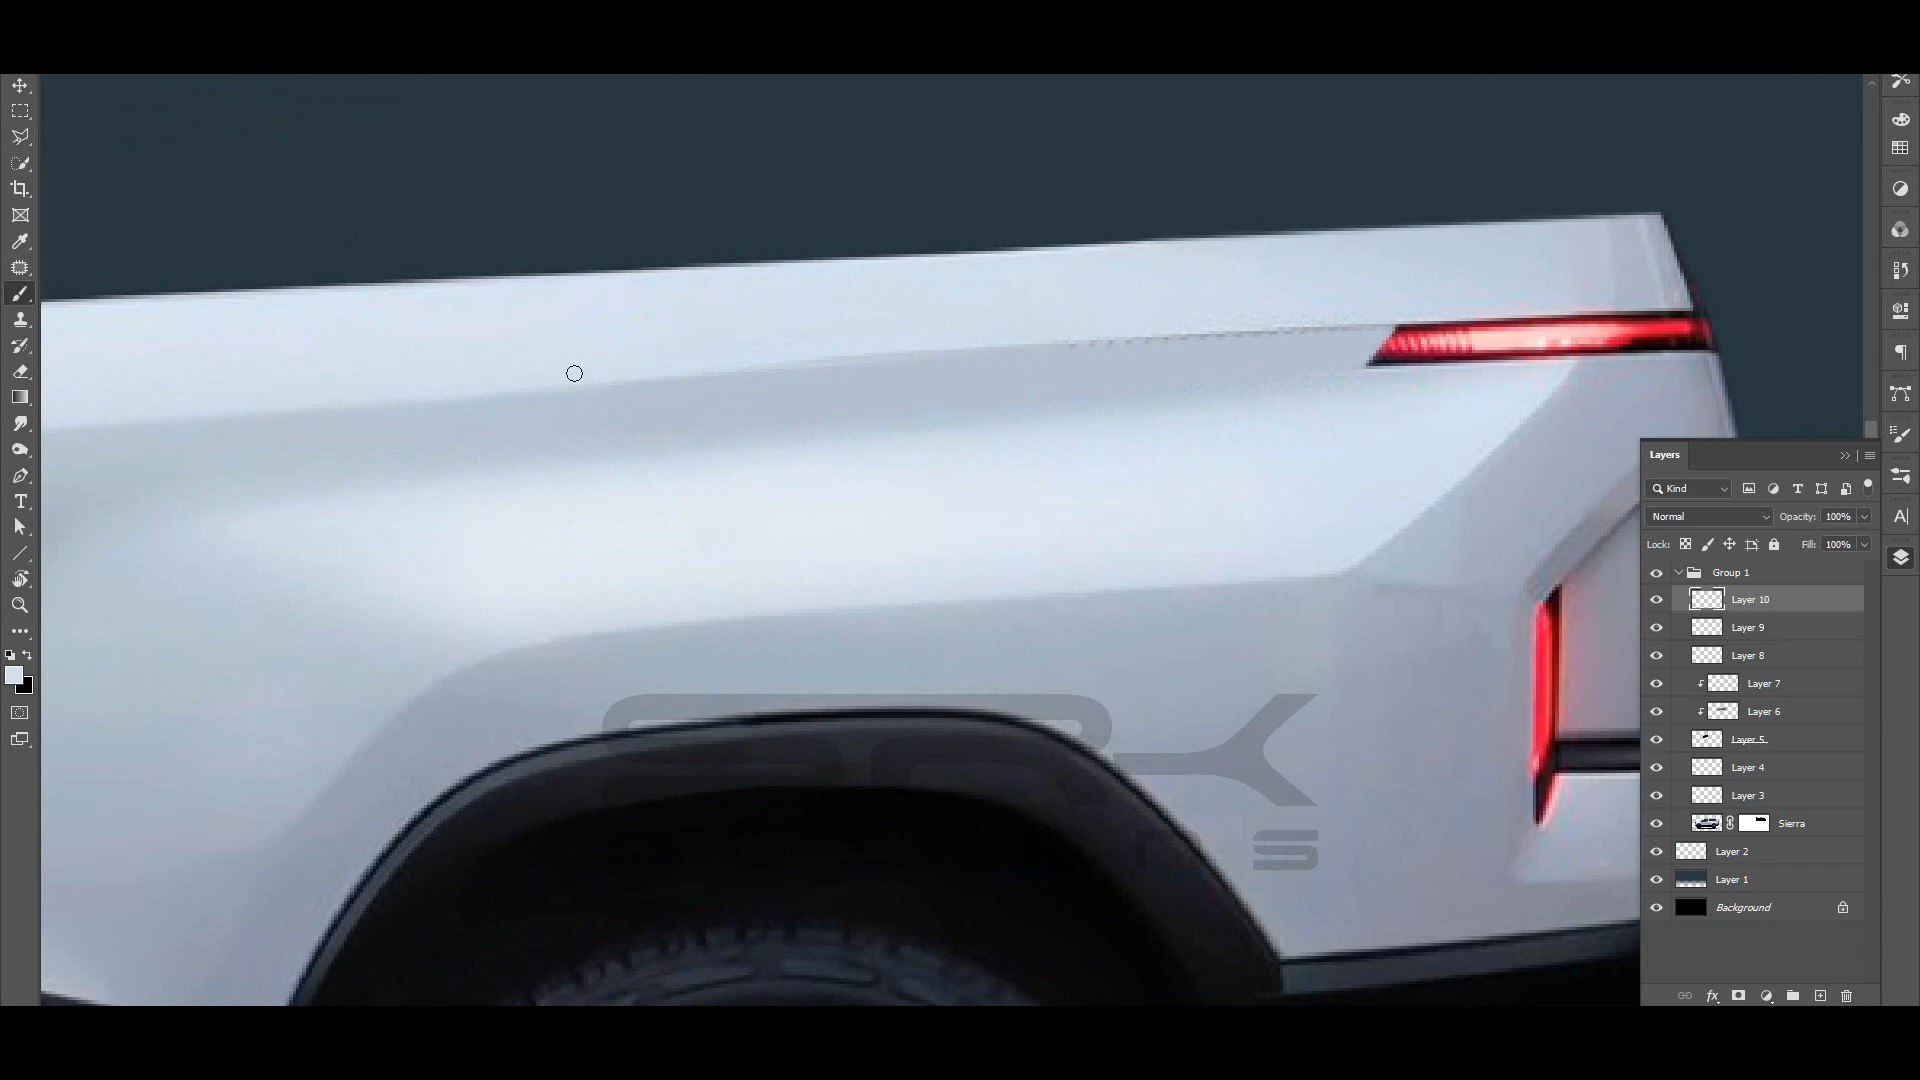 Layers
Kind
Normal Opacity: 100%
Lock: Fill: 100%
Group 1
Layer 10
Layer 9
Layer 8
Layer 7
Layer 6
Layer 5
Layer 4
Layer 3
Sierra
Layer 2
Layer 1
Background
fx